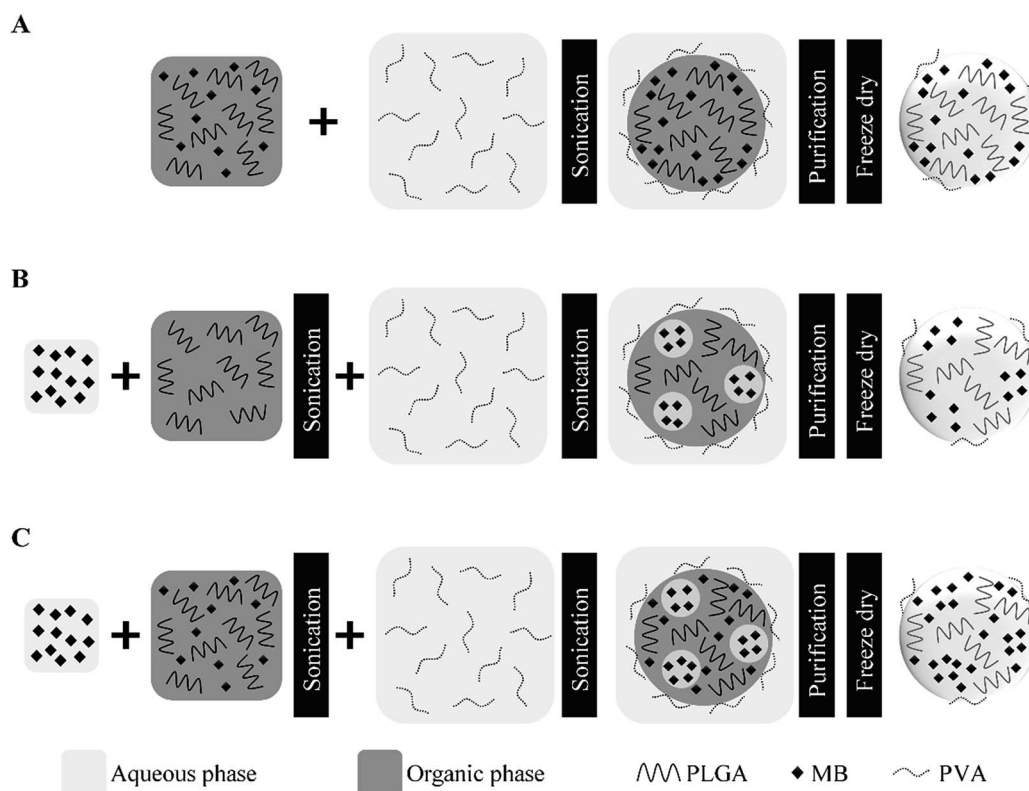 A
Sonication
Purification
Freeze dry
B
Sonication
Sonication
Purification
Freeze dry
C
Sonication
Sonication
Purification
Freeze dry
Aqueous phase
Organic phase
PLGA
MB
PVA